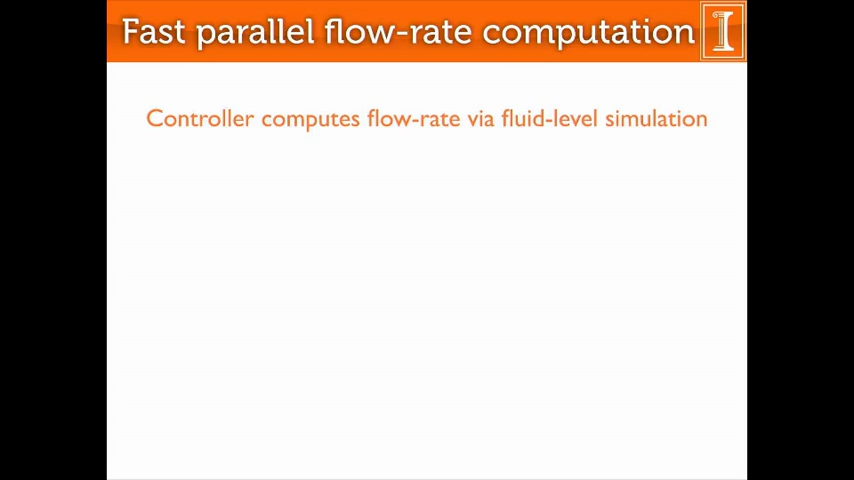 Fast parallel flow-rate computation
Controller computes flow-rate via fluid-level simulation